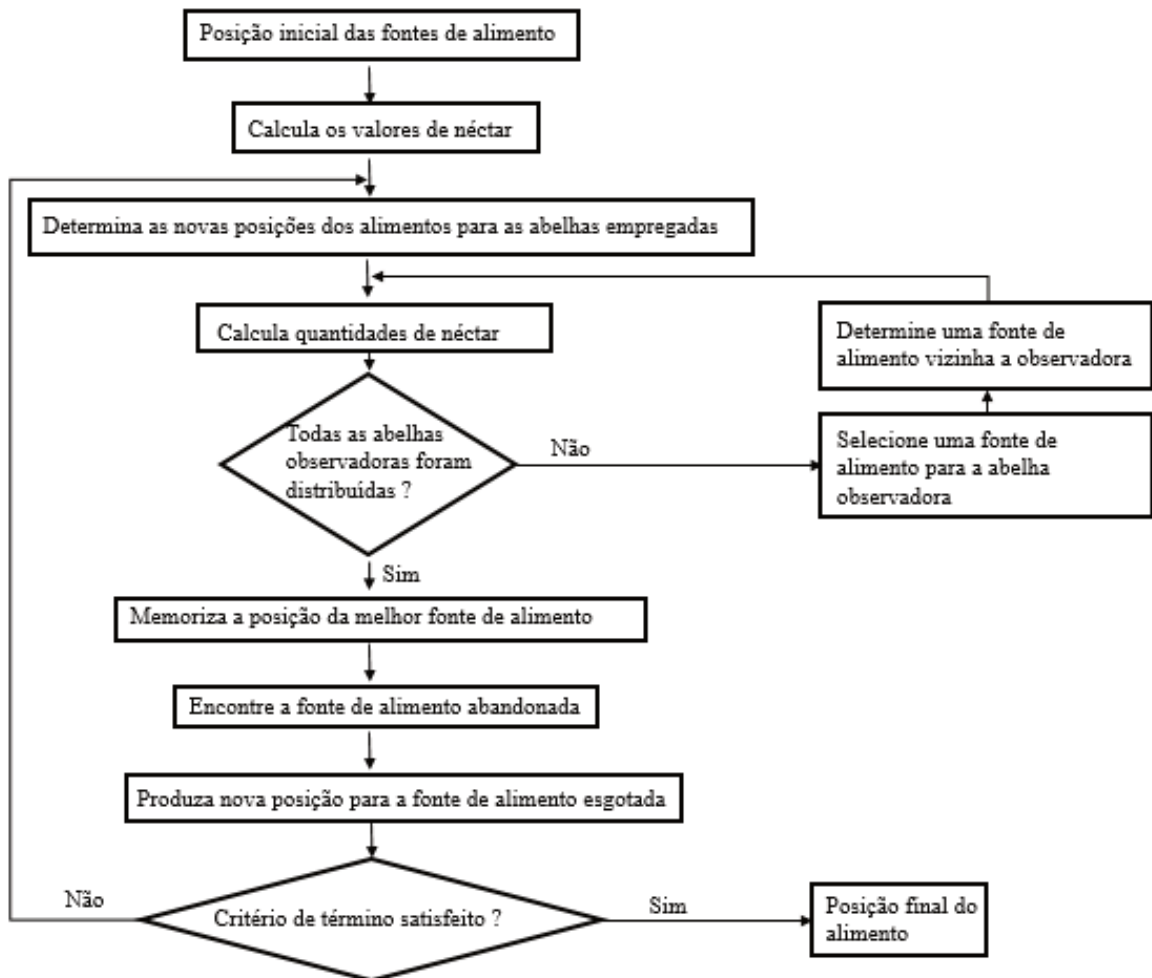 Posição inicial das fontes de alimento
Calcula os valores de néctar
Determina as novas posições dos alimentos para as abelhas empregadas
Calcula quantidades de néctar
Determine uma fonte de
alimento vizinha a observadora
Todas as abelhas
observadoras foram
distribuídas ?
Não
Selecione uma fonte de
alimento para a abelha
observadora
Sim
Memoriza a posição da melhor fonte de alimento
Encontre a fonte de alimento abandonada
Produza nova posição para a fonte de alimento esgotada
Não
Critério de término satisfeito ?
Sim
Posição final do
alimento